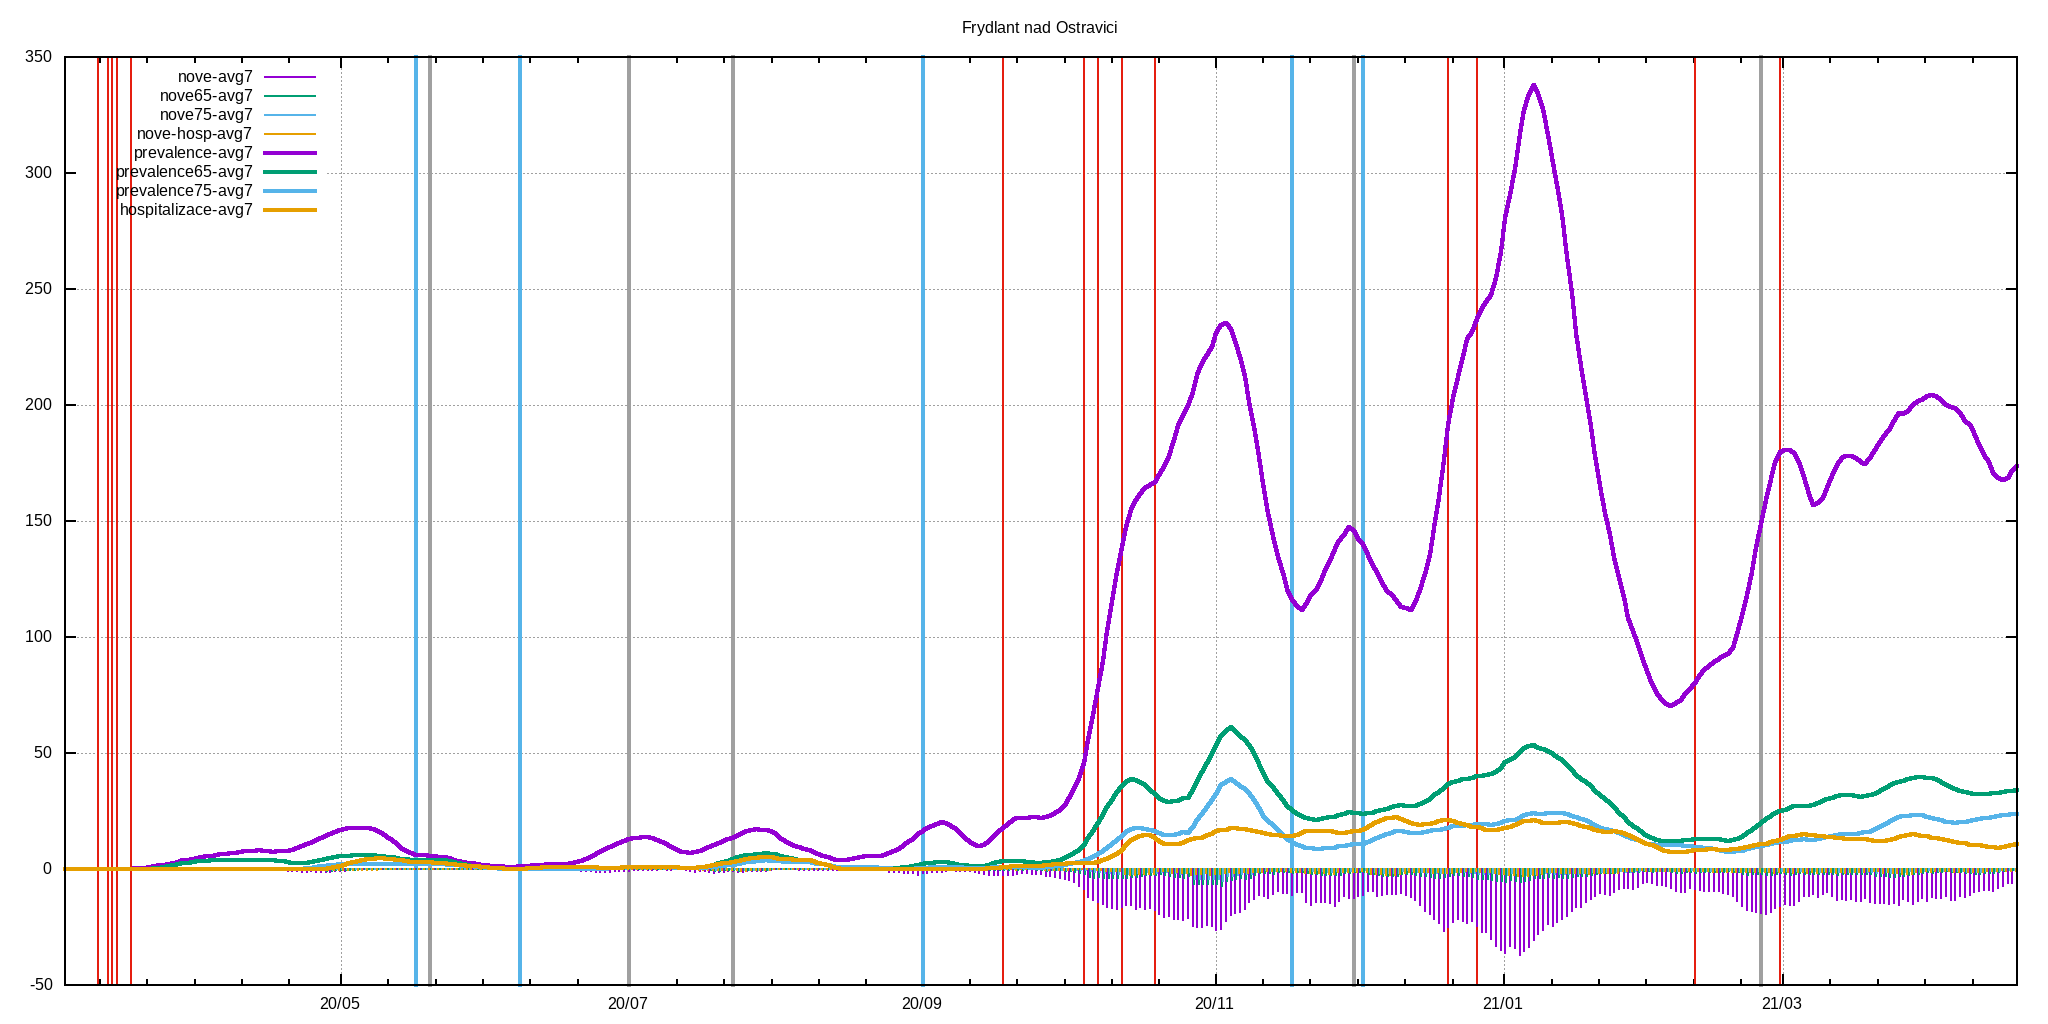 Frydlant nad Ostravici
350
nove-avg7
nove65-avg7
nove75-avg7
nove-hosp-avg7
prevalence-avg7
300
prevalence65-avg7
prevalence75-avg7
hospitalizace-avg7
250
200
150
100
50
0
-50
20/05 20/07 20/09 20/11 21/01 21/03